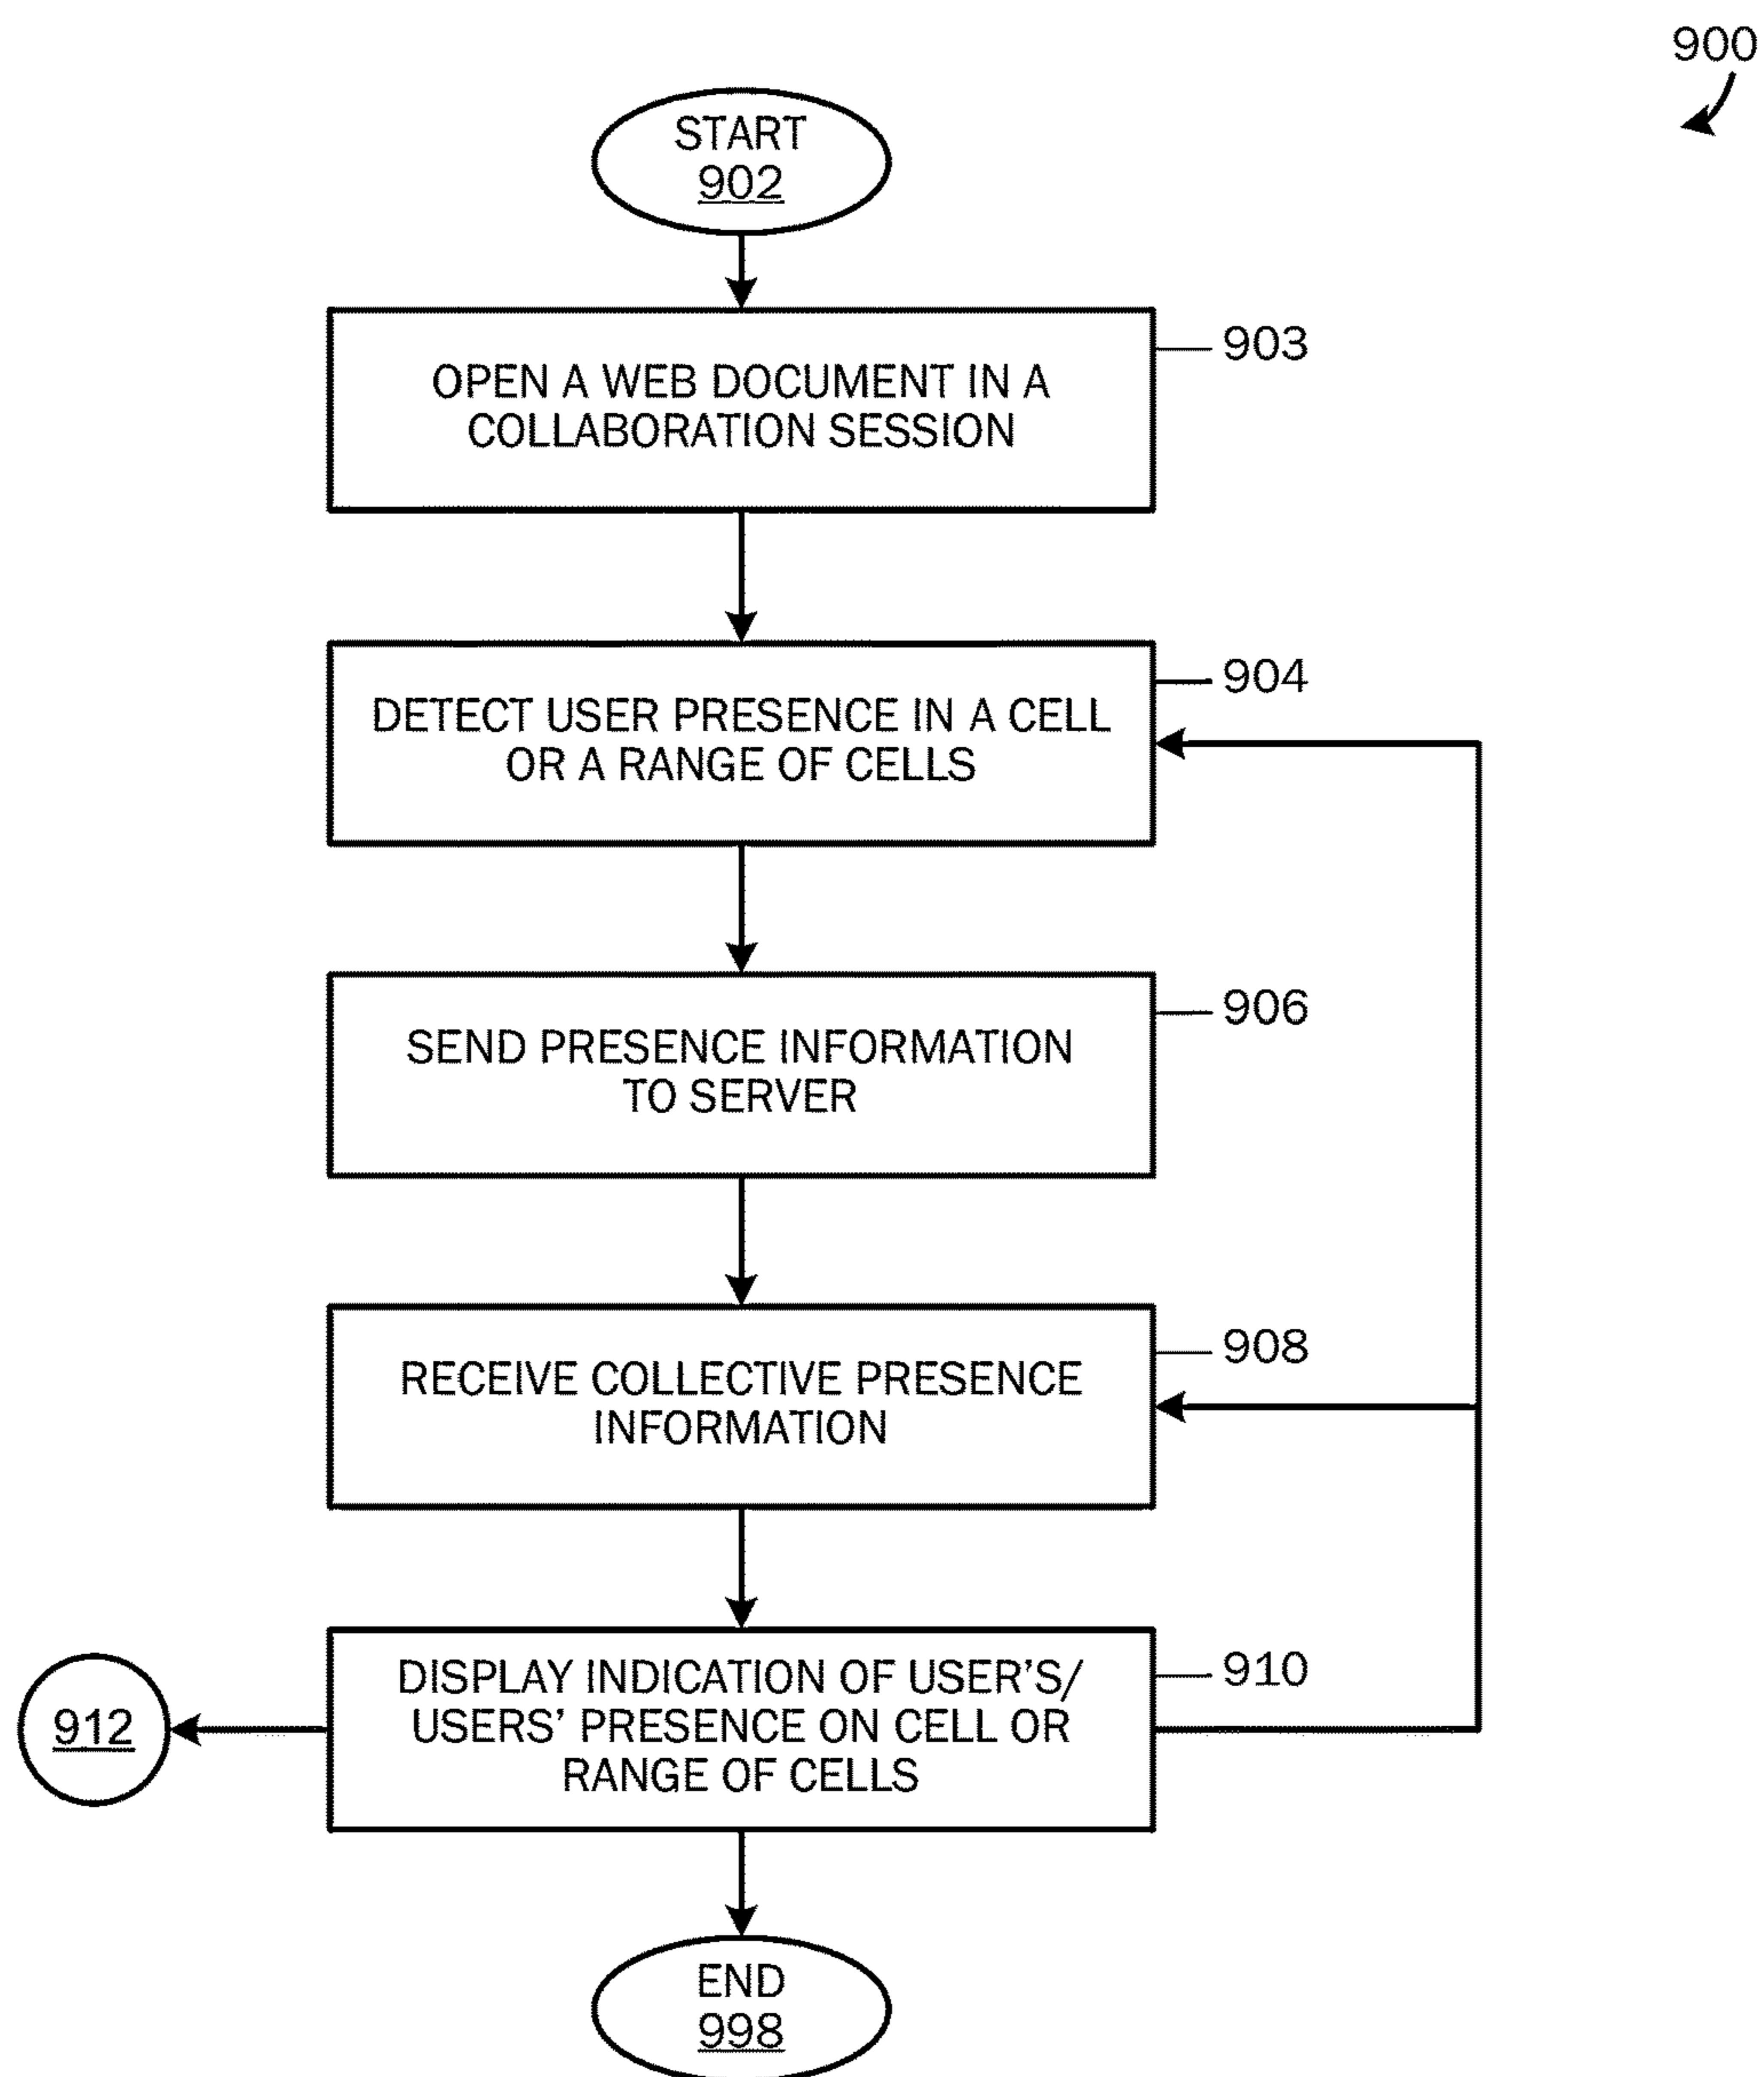 900
START
902
OPEN A WEB DOCUMENT IN A
COLLABORATION SESSION
903
DETECT USER PRESENCE IN A CELL
OR A RANGE OF CELLS
904
SEND PRESENCE INFORMATION
TO SERVER
906
RECEIVE COLLECTIVE PRESENCE
INFORMATION
908
DISPLAY INDICATION OF USER’S/
USERS’ PRESENCE ON CELL OR
RANGE OF CELLS
910
912
END
998